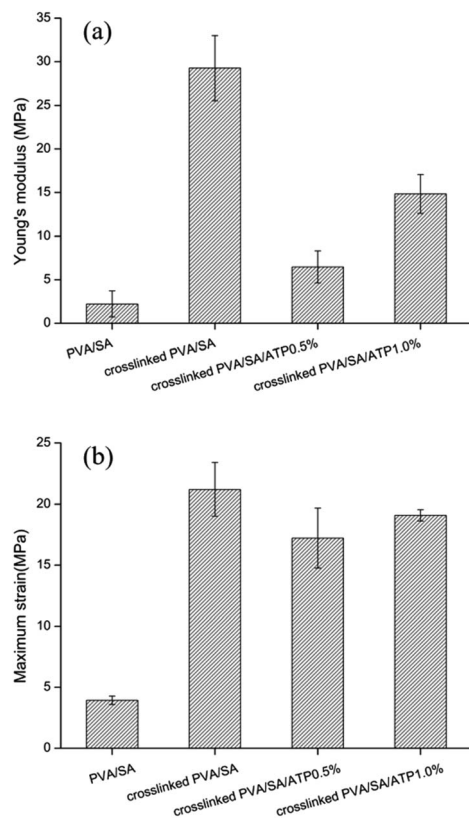 (a)
Young's modulus (MPa)
35
30
25
20
15
10
5
0
PVA/SA
crosslinked PVA/SA
crosslinked PVA/SA/ATP0.5%
crosslinked PVA/SA/ATP1.0%
(b)
Maximum strain(MPa)
25
20
15
10
5
0
PVA/SA
crosslinked PVA/SA
crosslinked PVA/SA/ATP0.5%
crosslinked PVA/SA/ATP1.0%